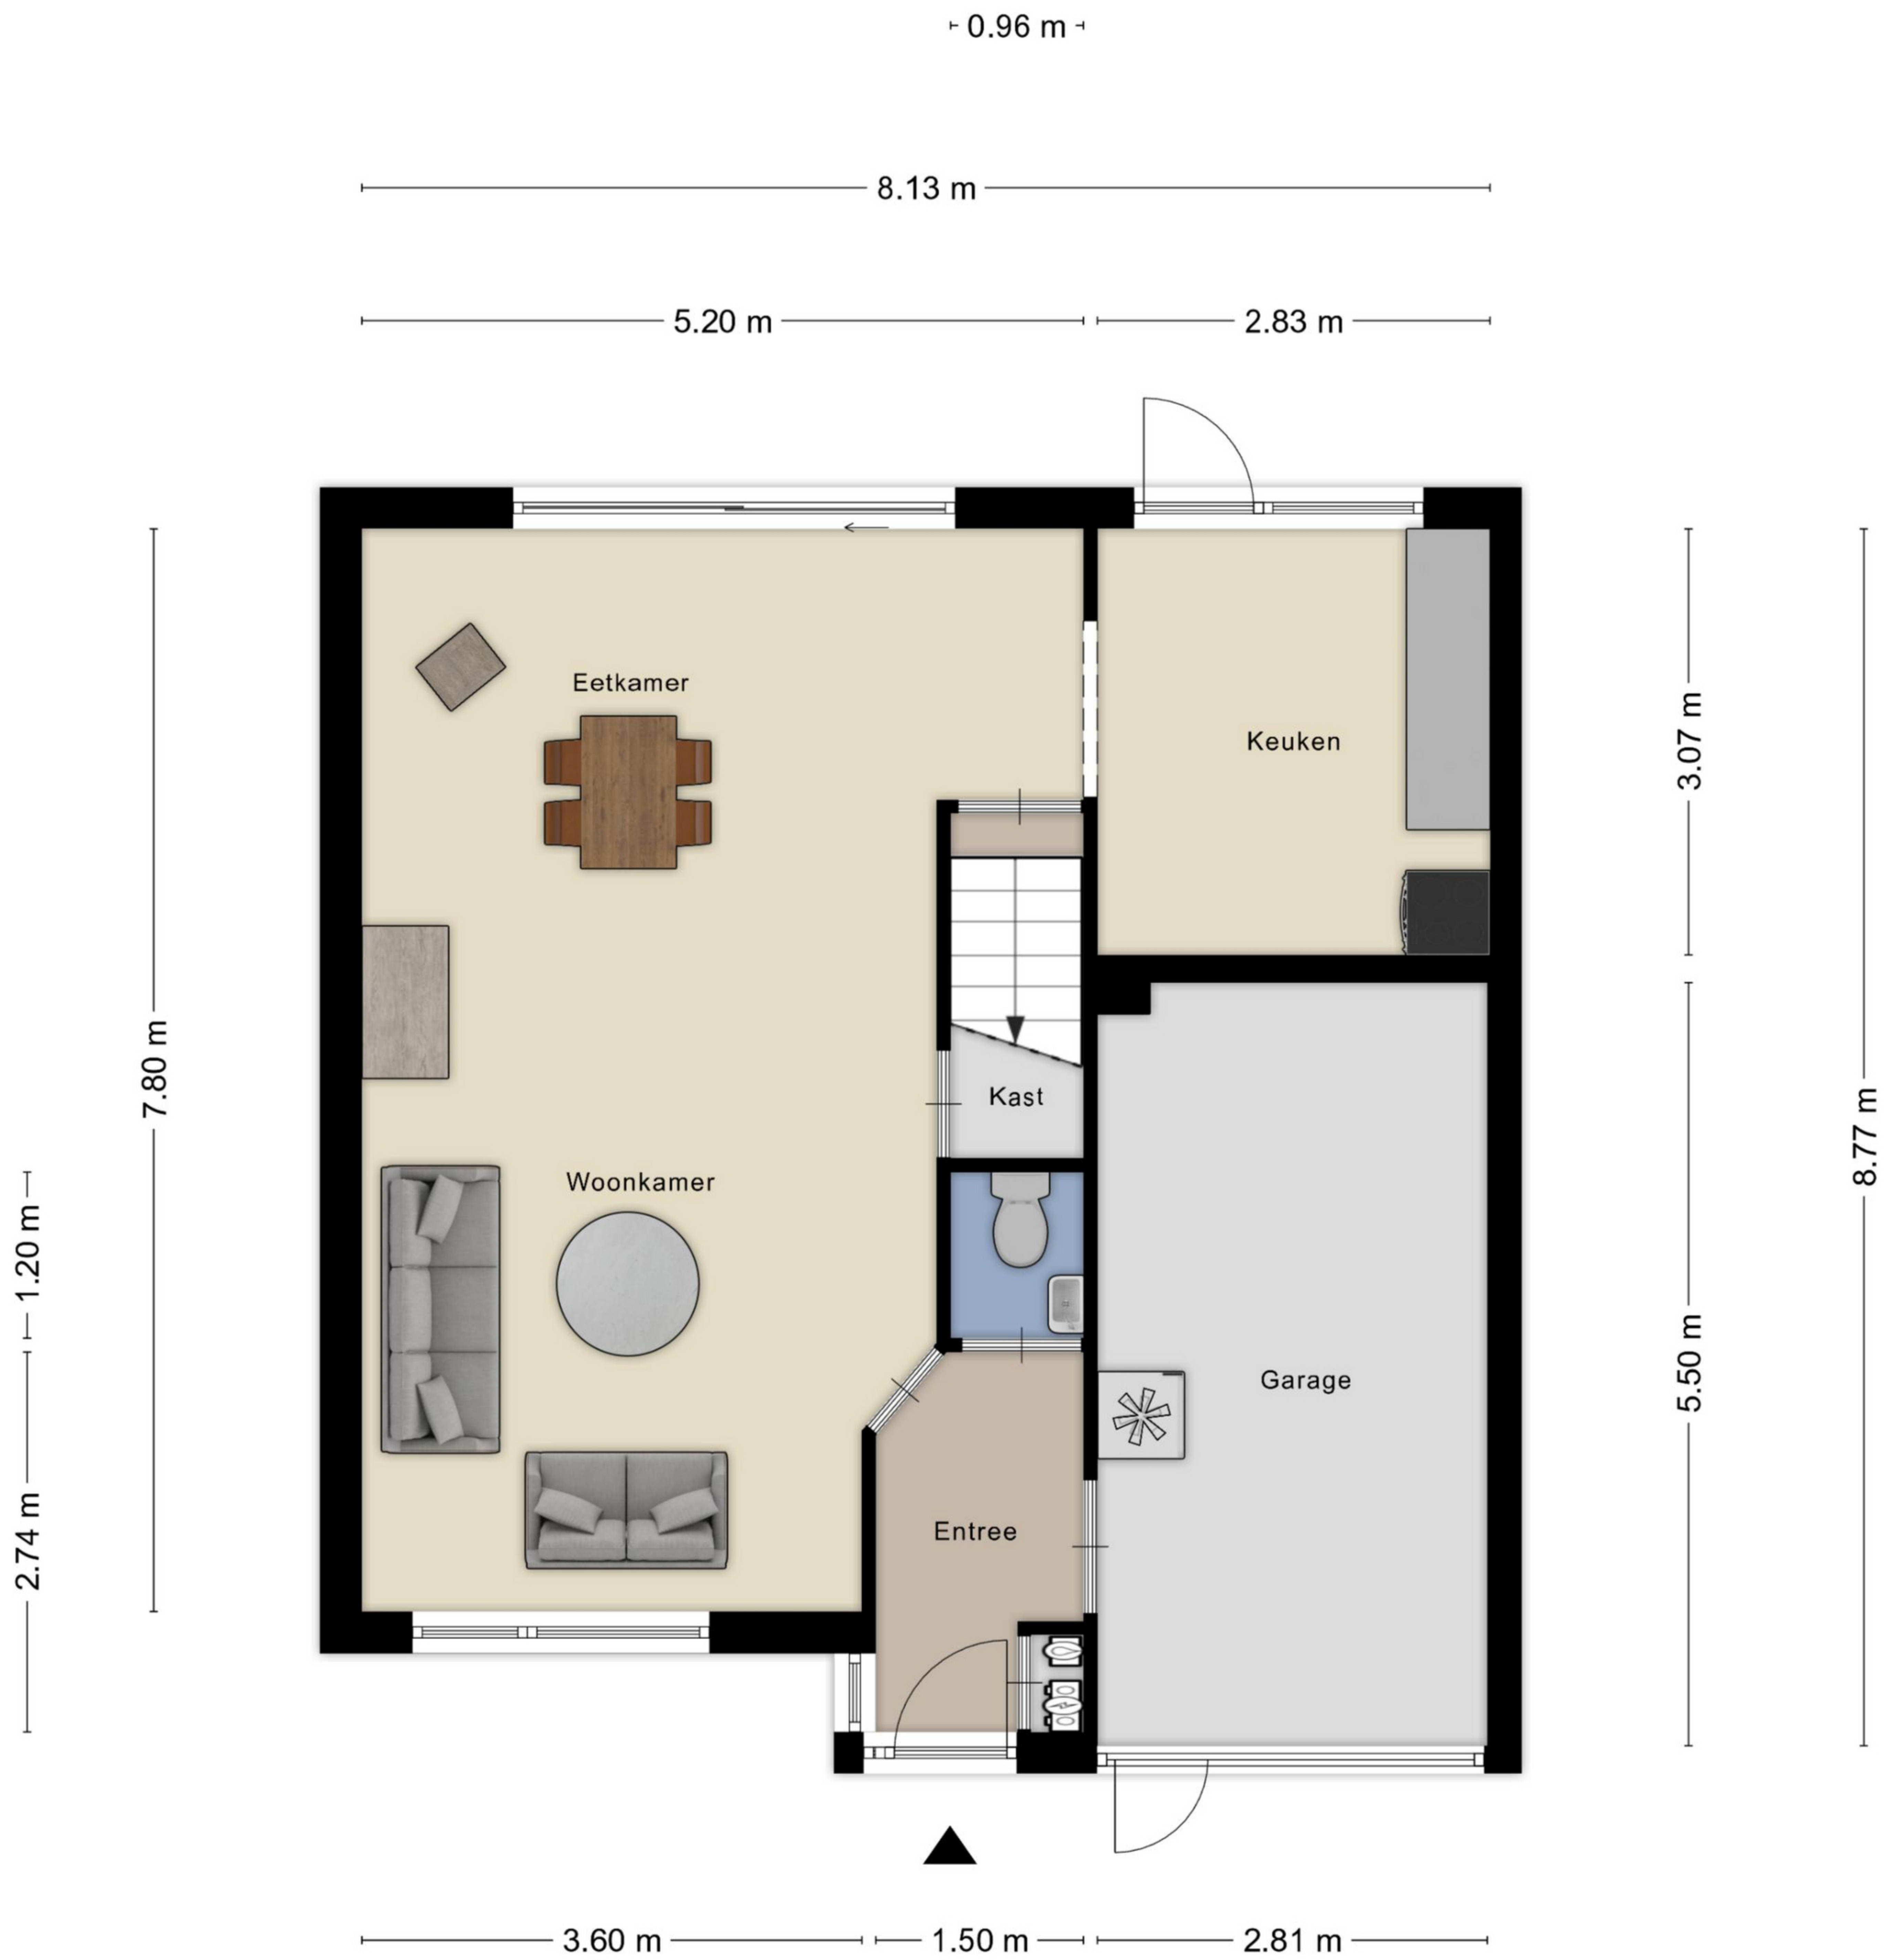 0.96 m
8.13 m
5.20 m
2.83 m
Eetkamer
Keuken
3.07 m
7.80 m
Kast
8.77 m
Woonkamer
1.20 m
5.50 m
Garage
2.74 m
Entree
3.60 m
1.50 m
2.81 m